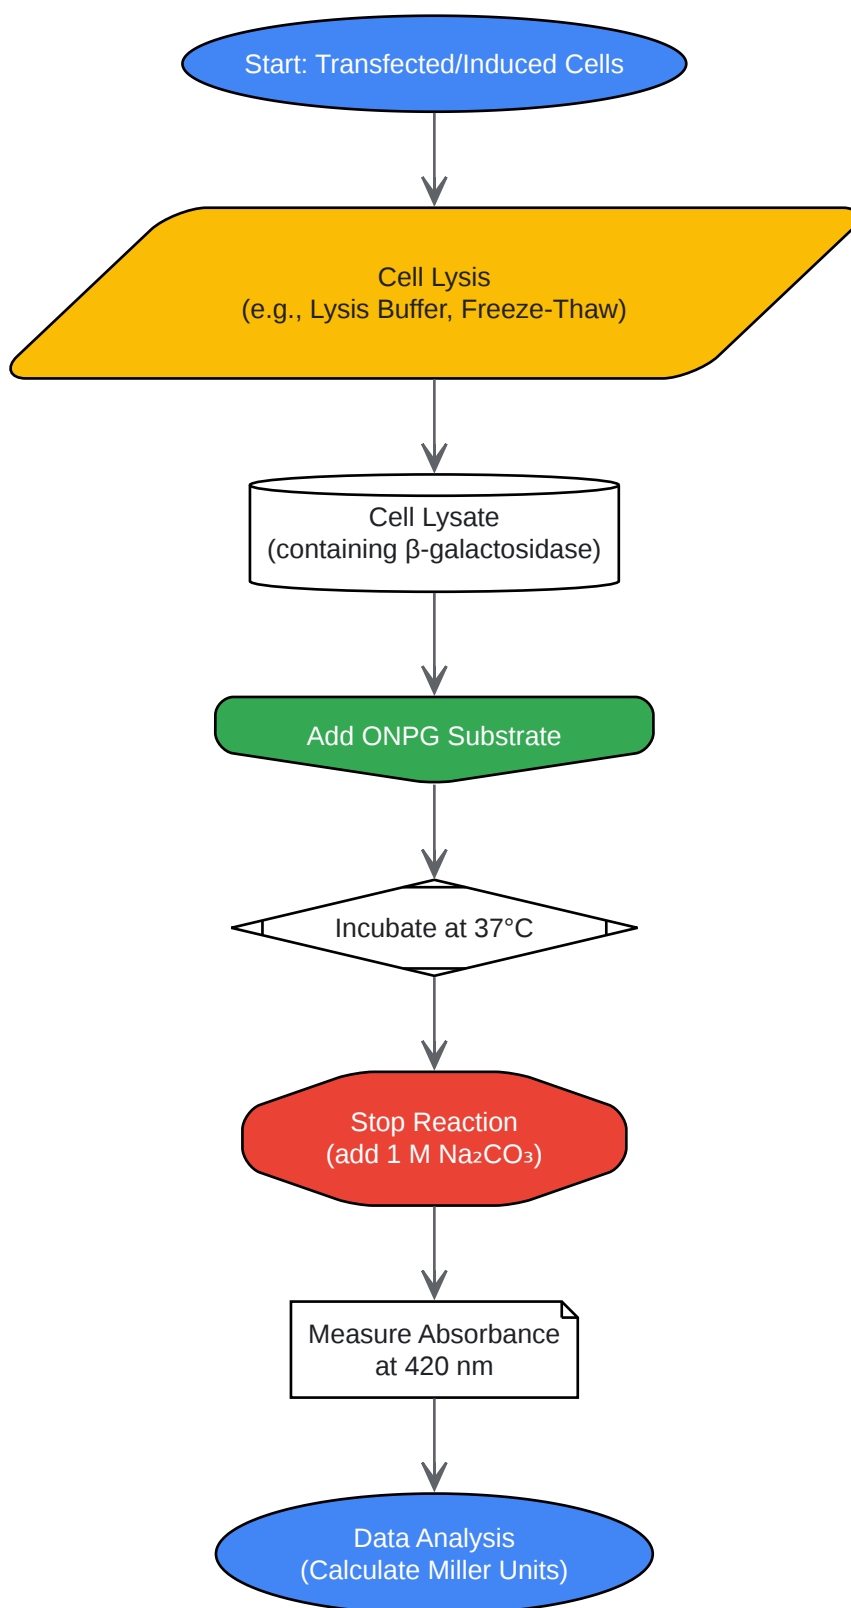 Start: Transfected/Induced Cells
Cell Lysis
(e.g., Lysis Buffer, Freeze-Thaw)
Cell Lysate
(containing β-galactosidase)
Add ONPG Substrate
Incubate at 37°C
Stop Reaction
(add 1 M Na₂CO₃)
Measure Absorbance
at 420 nm
Data Analysis
(Calculate Miller Units)